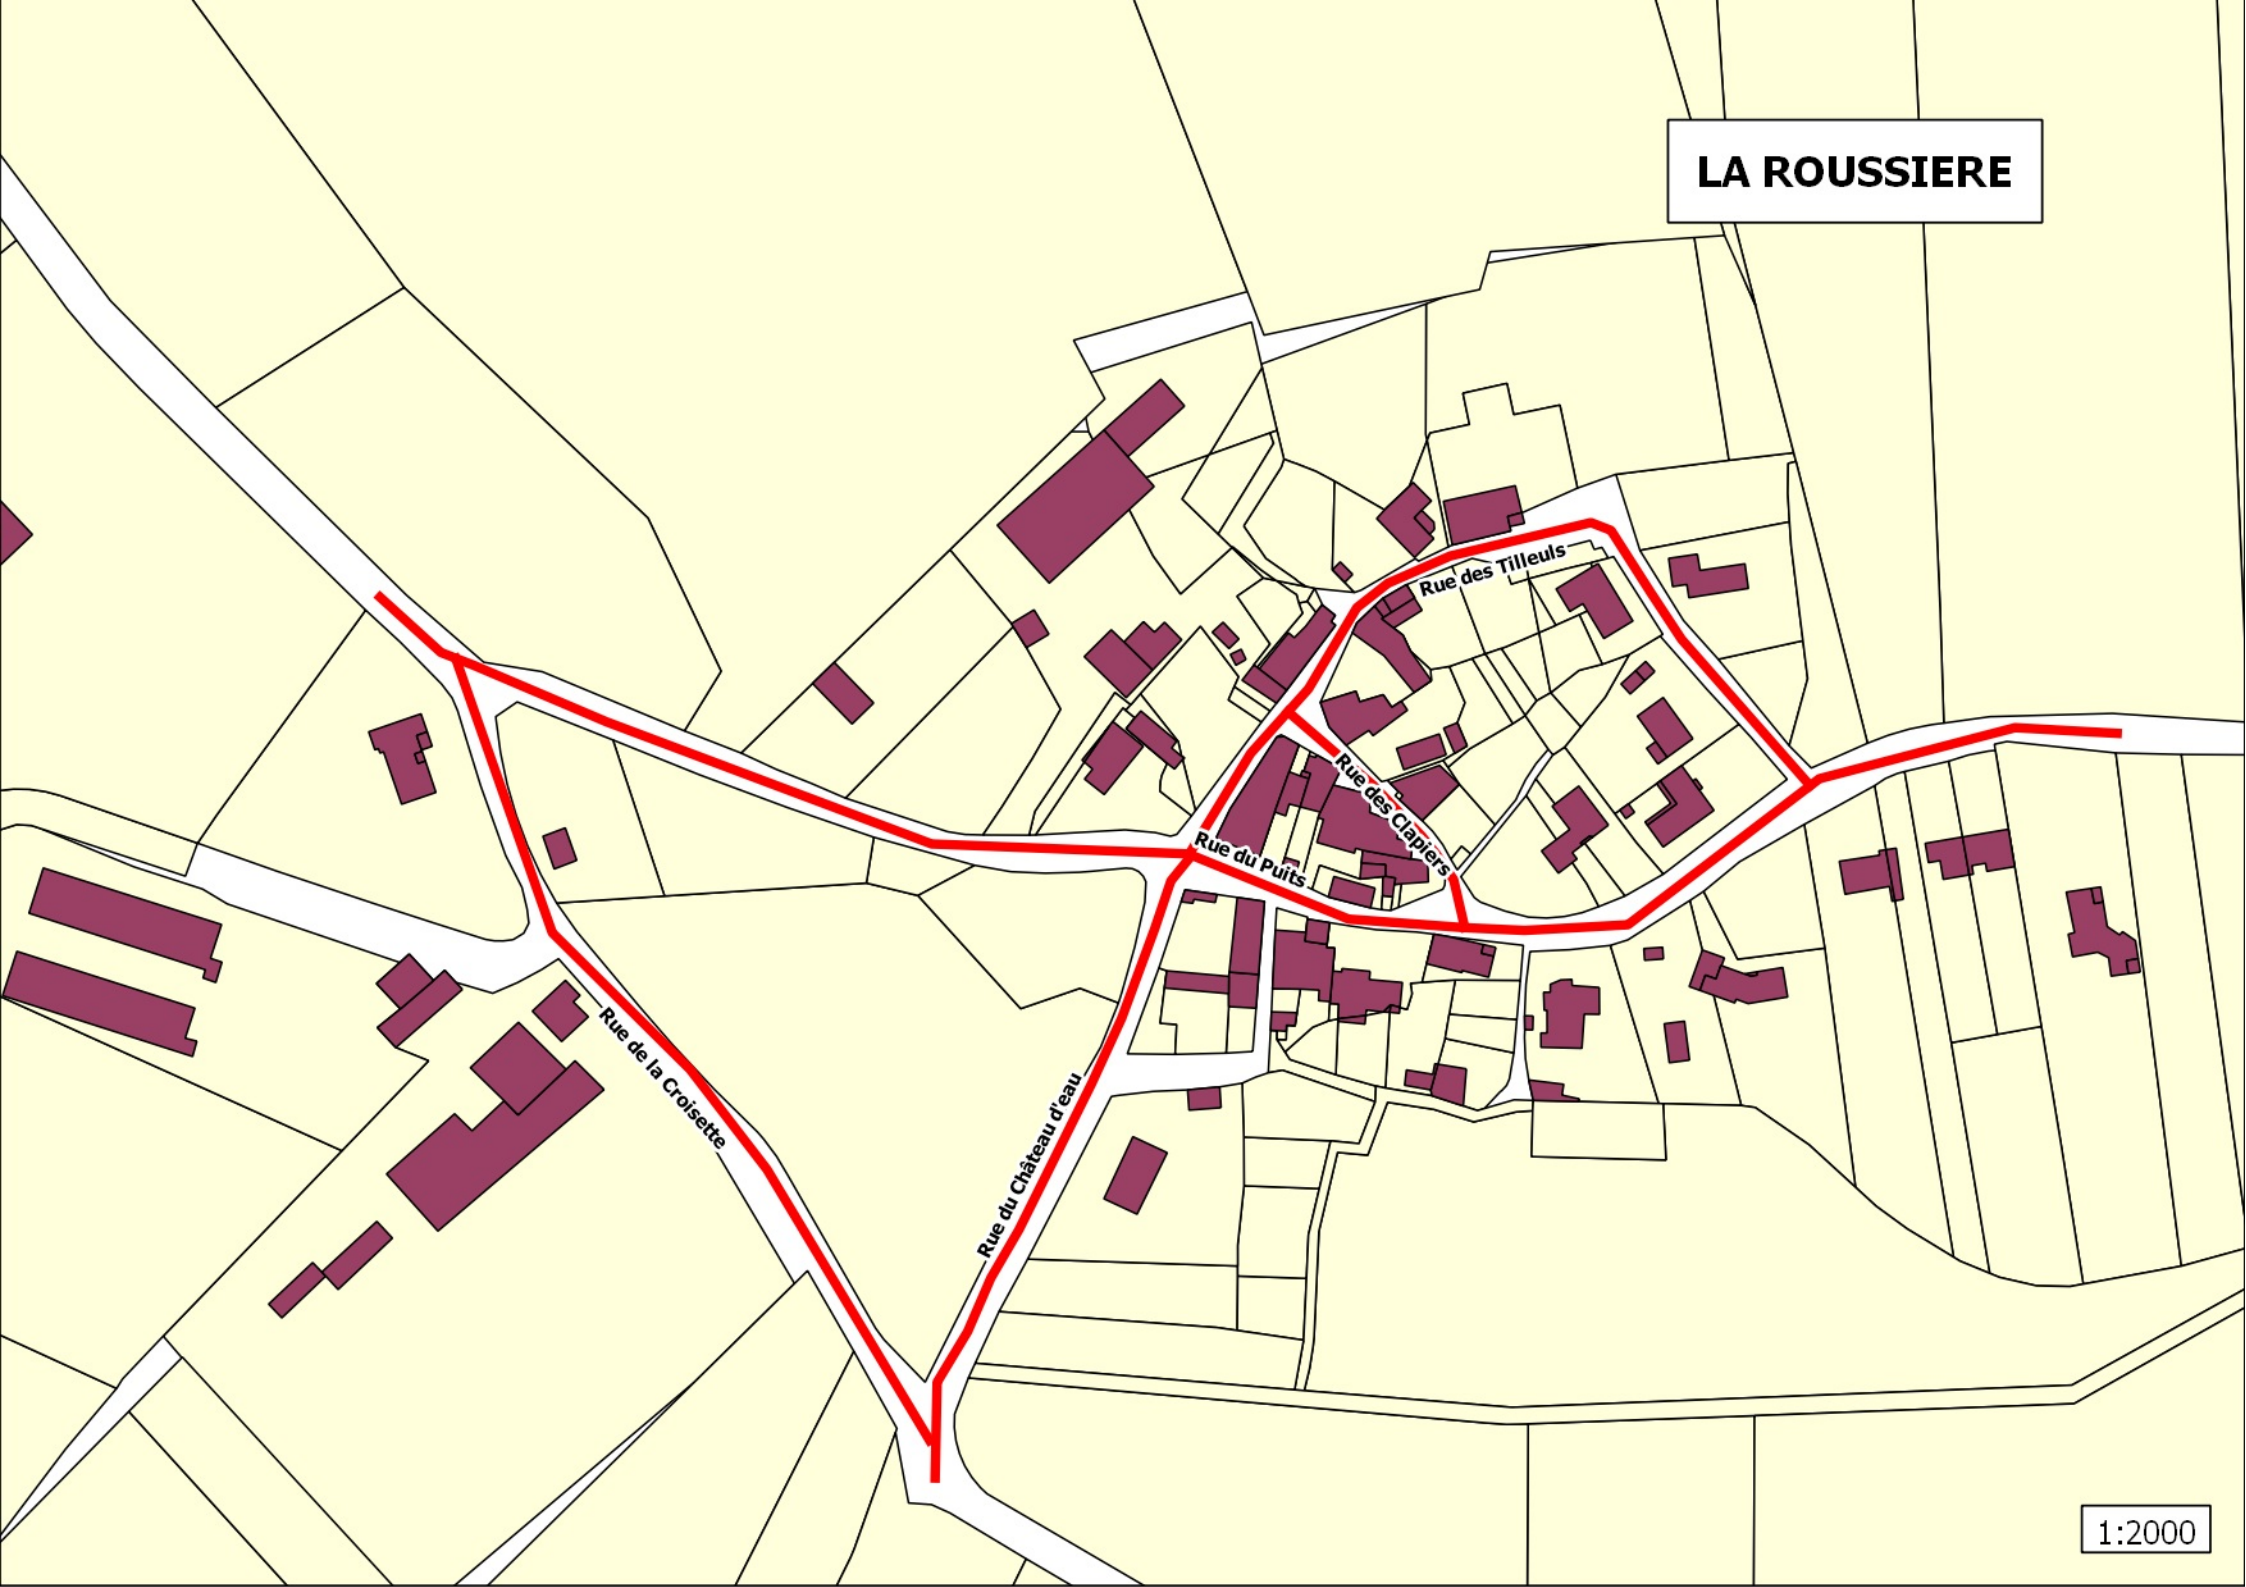 LA ROUSSIERE
Rue des Tilleuls
Rue des Clapiers
Rue du Puits
Rue de la Croisette
Rue du Château d'eau
1:2000